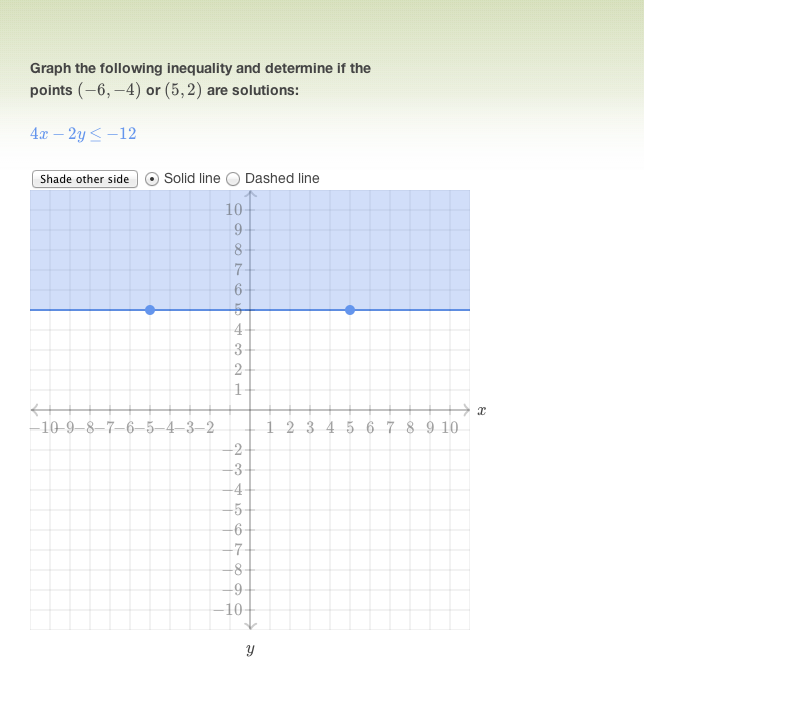 Graph the following inequality and determine if the
points (−6, −4) or (5, 2) are solutions:
4x − 2y ≤ −12
Shade other side Solid line Dashed line
10
9
8
7
6
5
4
3
2
1
x
−10 −9 −8 −7 −6 −5 −4 −3 −2 1 2 3 4 5 6 7 8 9 10
−2
−3
−4
−5
−6
−7
−8
−9
−10
y